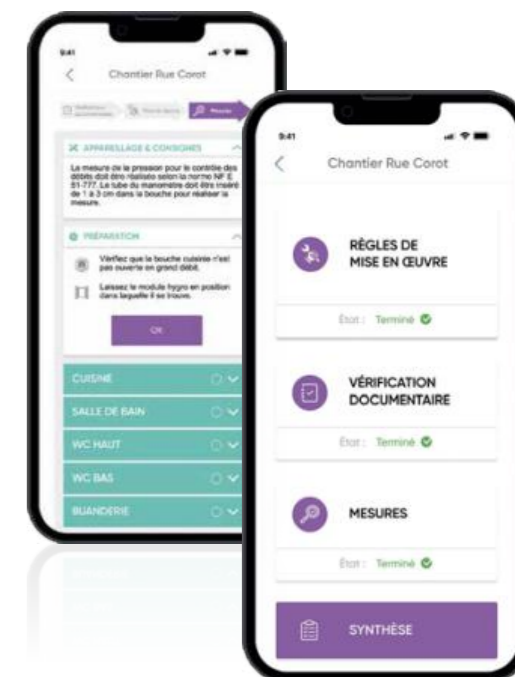 9:41
Chantier Rue Corot
Mesures
APPAREILLAGE & CONSIGNES
La mesure de la pression pour le contrôle des
débits doit être réalisée selon la norme NF E
51-777. Le tube du manomètre doit être inséré
de 1 à 3 cm dans la bouche pour réaliser la
mesure.
PRÉPARATION
Vérifiez que la bouche cuisine n'est
pas ouverte en grand débit.
Laissez le module hygro en position
dans laquelle il se trouve.
OK
CUISINE
SALLE DE BAIN
WC HAUT
WC BAS
BUANDERIE
9:41
Chantier Rue Corot
RÈGLES DE
MISE EN ŒUVRE
État : Terminé
VÉRIFICATION
DOCUMENTAIRE
État : Terminé
MESURES
État : Terminé
SYNTHÈSE